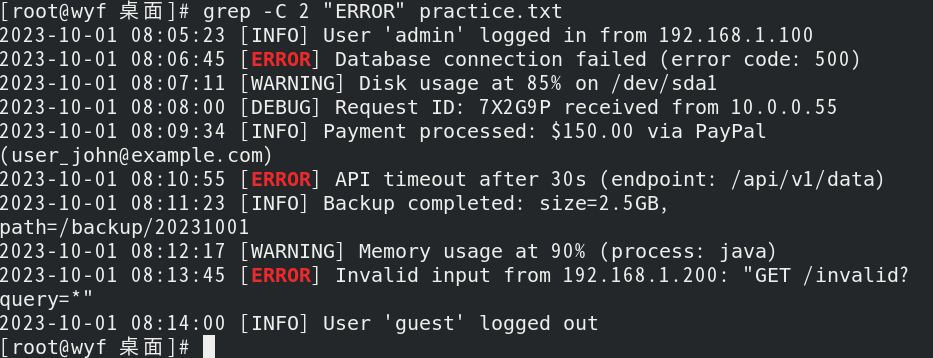 [root@wyf 桌面]# grep -C 2 "ERROR" practice.txt
2023-10-01 08:05:23 [INFO] User 'admin' logged in from 192.168.1.100
2023-10-01 08:06:45 [ERROR] Database connection failed (error code: 500)
2023-10-01 08:07:11 [WARNING] Disk usage at 85% on /dev/sda1
2023-10-01 08:08:00 [DEBUG] Request ID: 7X2G9P received from 10.0.0.55
2023-10-01 08:09:34 [INFO] Payment processed: $150.00 via PayPal
(user_john@example.com)
2023-10-01 08:10:55 [ERROR] API timeout after 30s (endpoint: /api/v1/data)
2023-10-01 08:11:23 [INFO] Backup completed: size=2.5GB,
path=/backup/20231001
2023-10-01 08:12:17 [WARNING] Memory usage at 90% (process: java)
2023-10-01 08:13:45 [ERROR] Invalid input from 192.168.1.200: "GET /invalid?
query=*"
2023-10-01 08:14:00 [INFO] User 'guest' logged out
[root@wyf 桌面]#